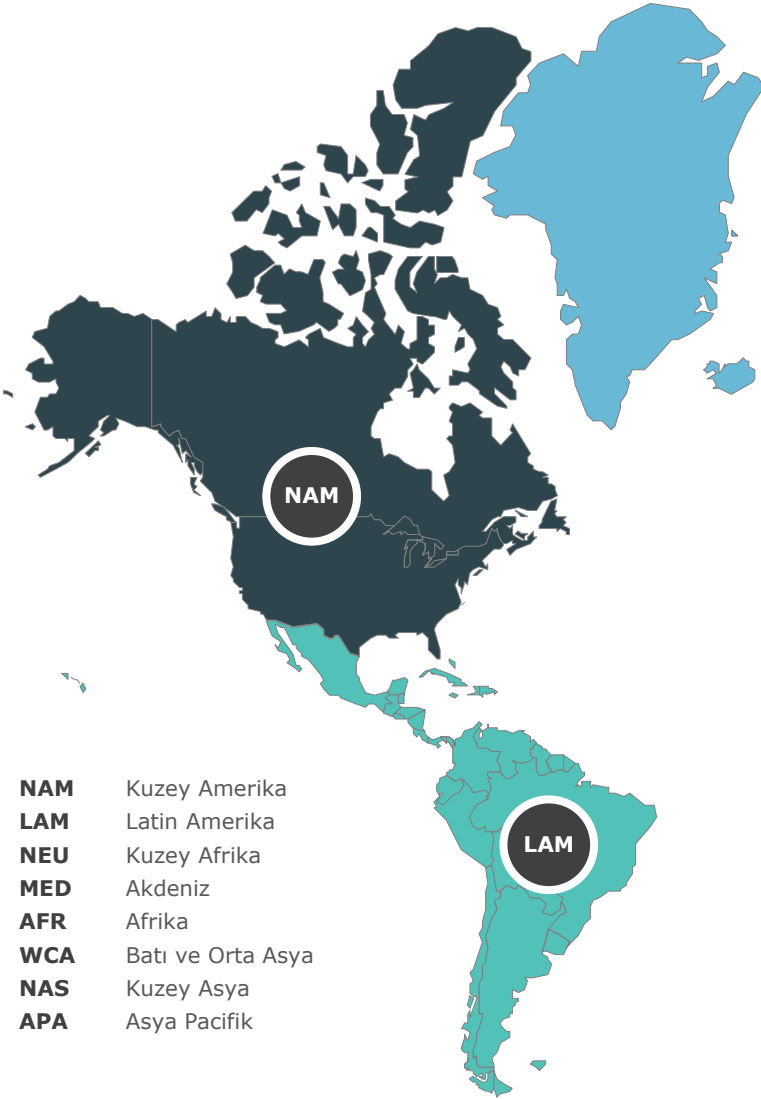 NAM
LAM
NAM Kuzey Amerika
LAM Latin Amerika
NEU Kuzey Afrika
MED Akdeniz
AFR Afrika
WCA Batı ve Orta Asya
NAS Kuzey Asya
APA Asya Pacifik